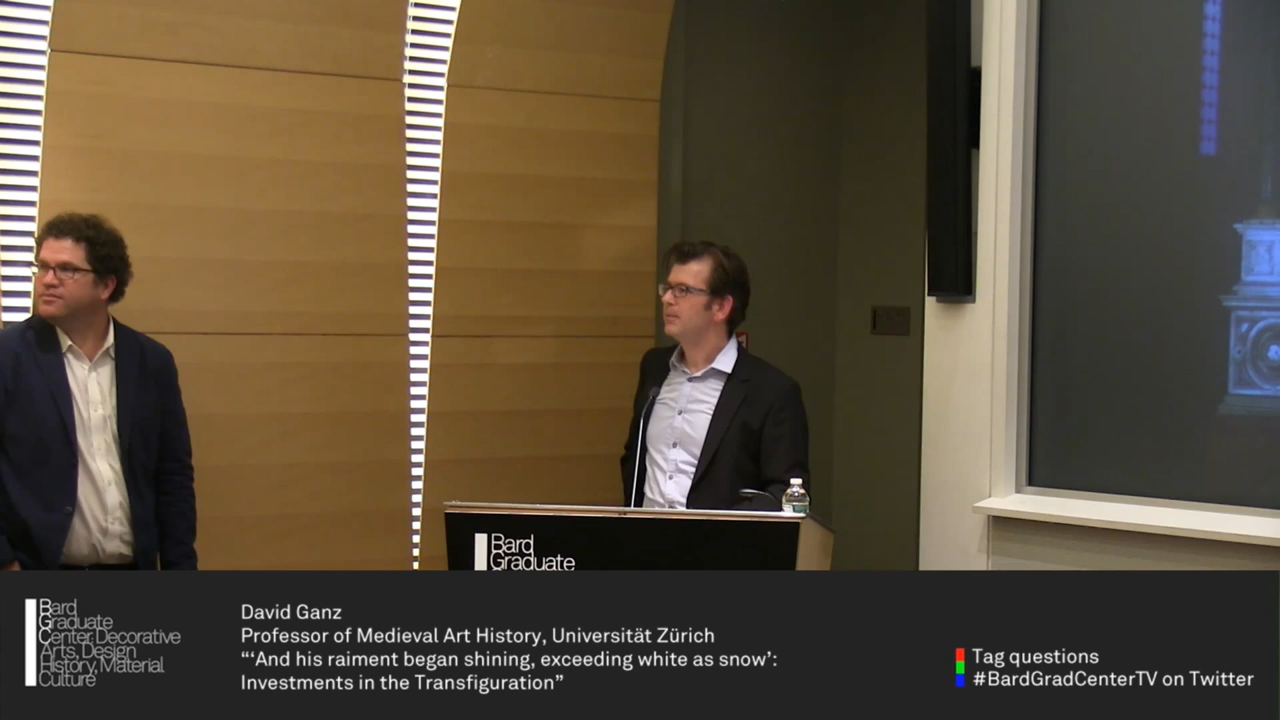 Bard
Graduate
Bard
Graduate
Center Decorative
Arts, Design
History, Material
Culture
David Ganz
Professor of Medieval Art History, Universität Zürich
“‘And his raiment began shining, exceeding white as snow’:
Investments in the Transfiguration”
Tag questions
#BardGradCenterTV on Twitter